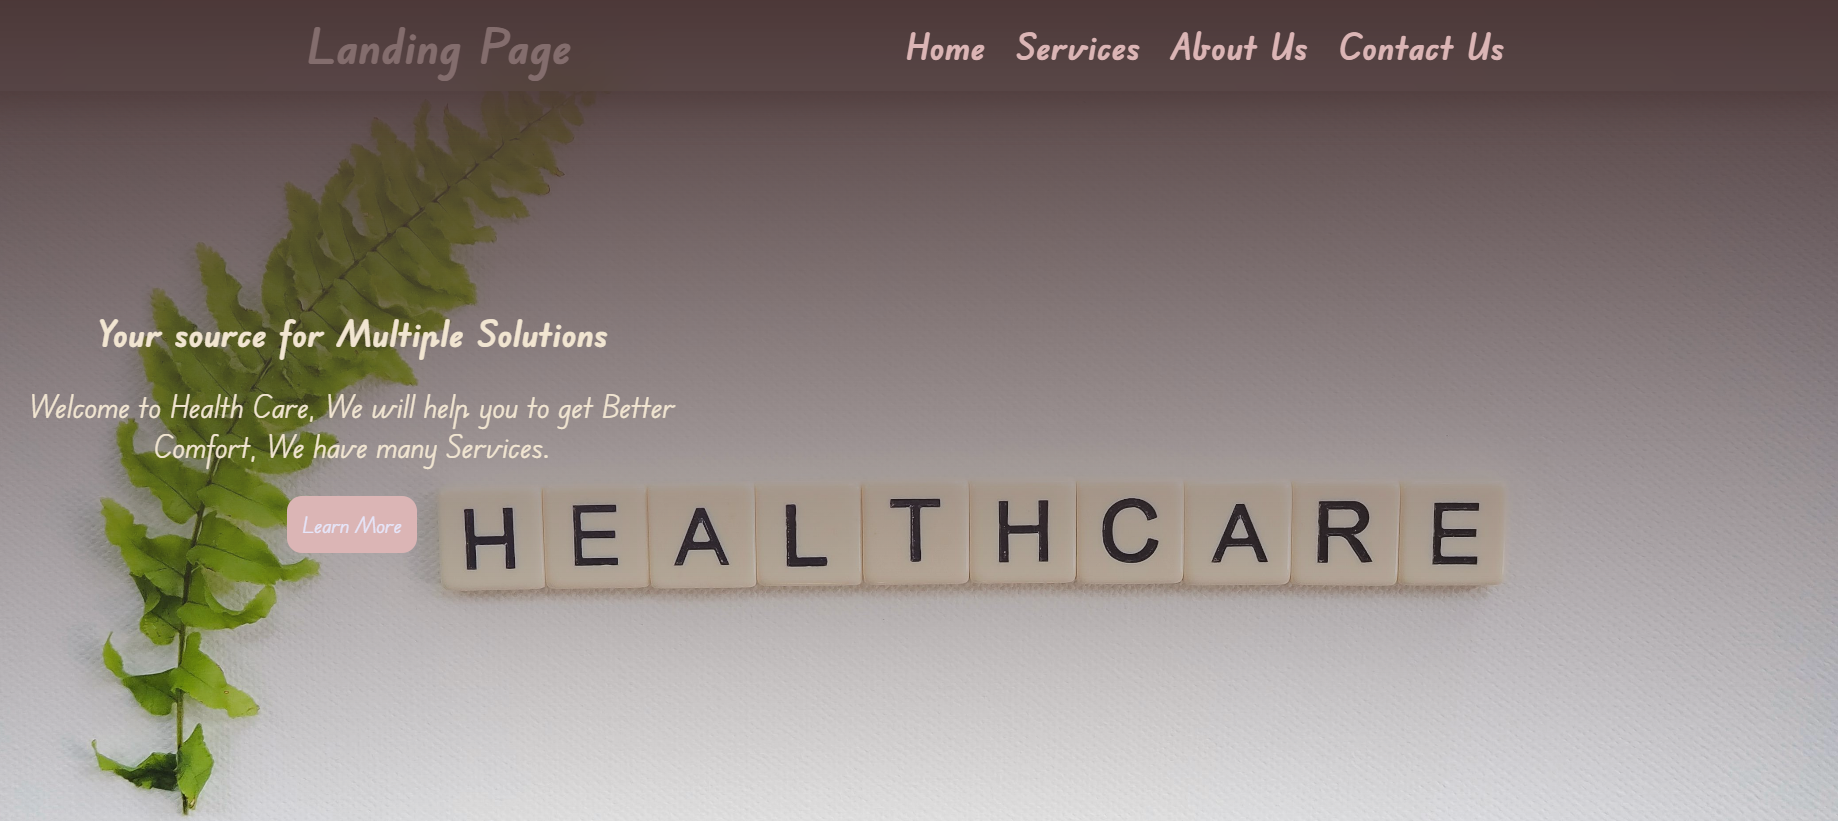 Landing Page
Home Services About Us Contact Us
Your source for Multiple Solutions
Welcome to Health Care, We will help you to get Better
Comfort, We have many Services.
Learn More
HEALTHCARE